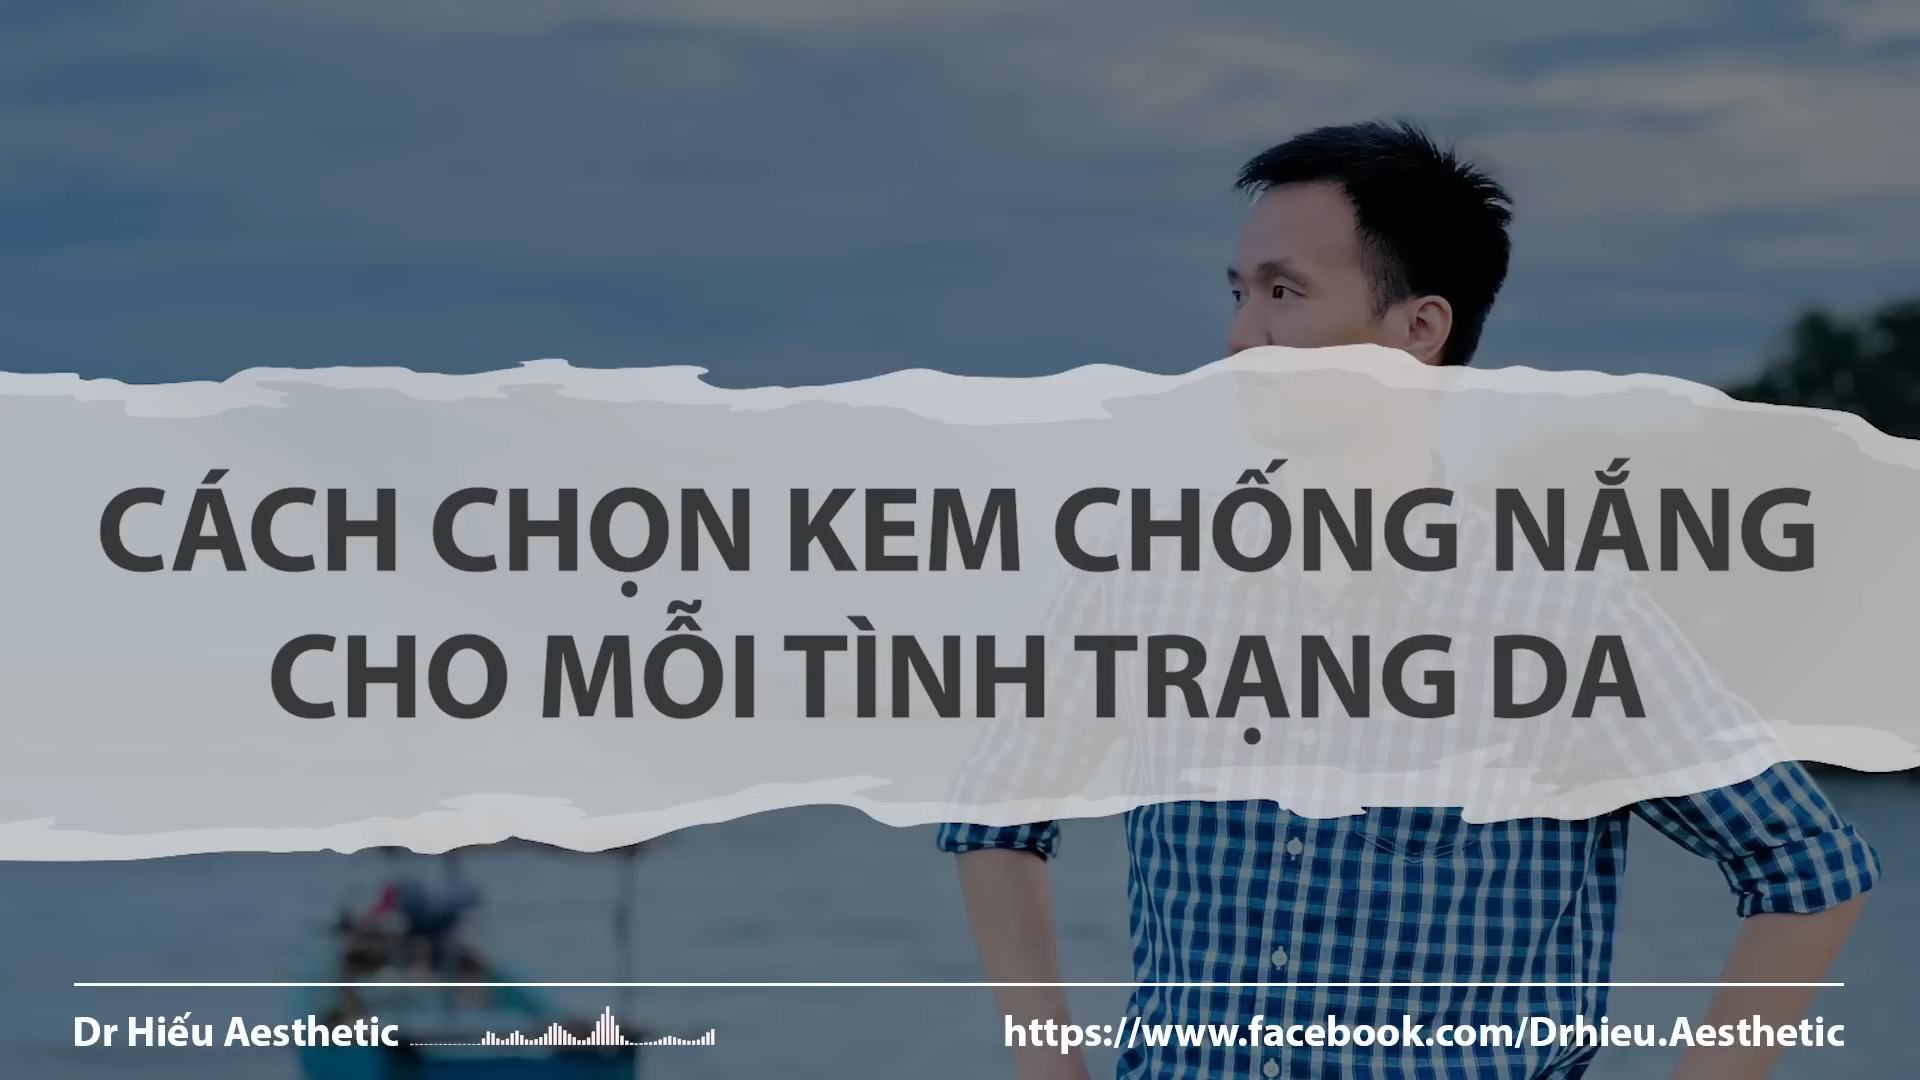 CÁCH CHỌN KEM CHỐNG NẮNG
CHO MỖI TÌNH TRẠNG DA
Dr Hiếu Aesthetic
https://www.facebook.com/Drhieu.Aesthetic